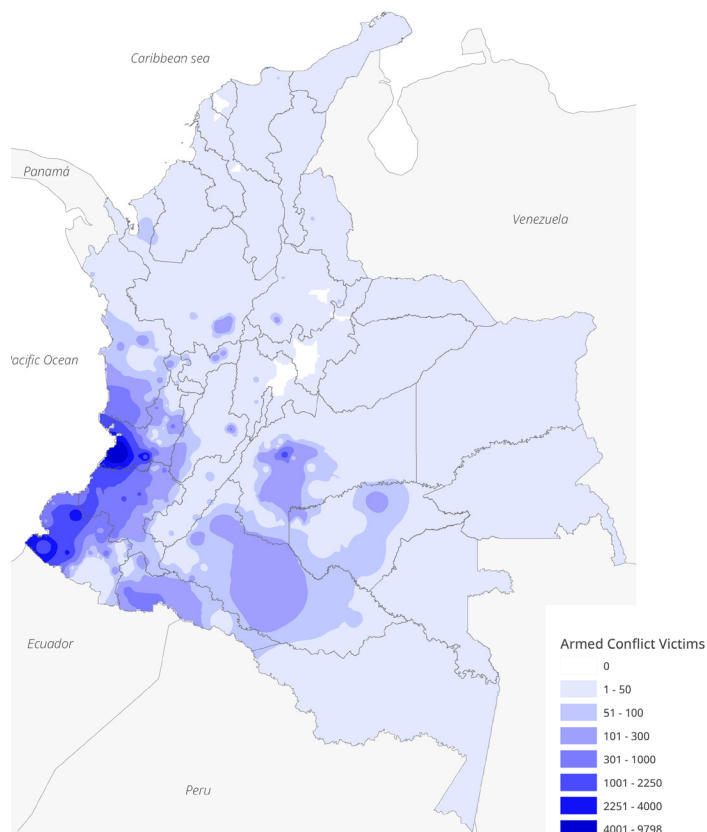 Caribbean sea
Panamá
Venezuela
acific Ocean
Ecuador
Peru
Armed Conflict Victims
0
1 - 50
51 - 100
101 - 300
301 - 1000
1001 - 2250
2251 - 4000
4001 - 9798